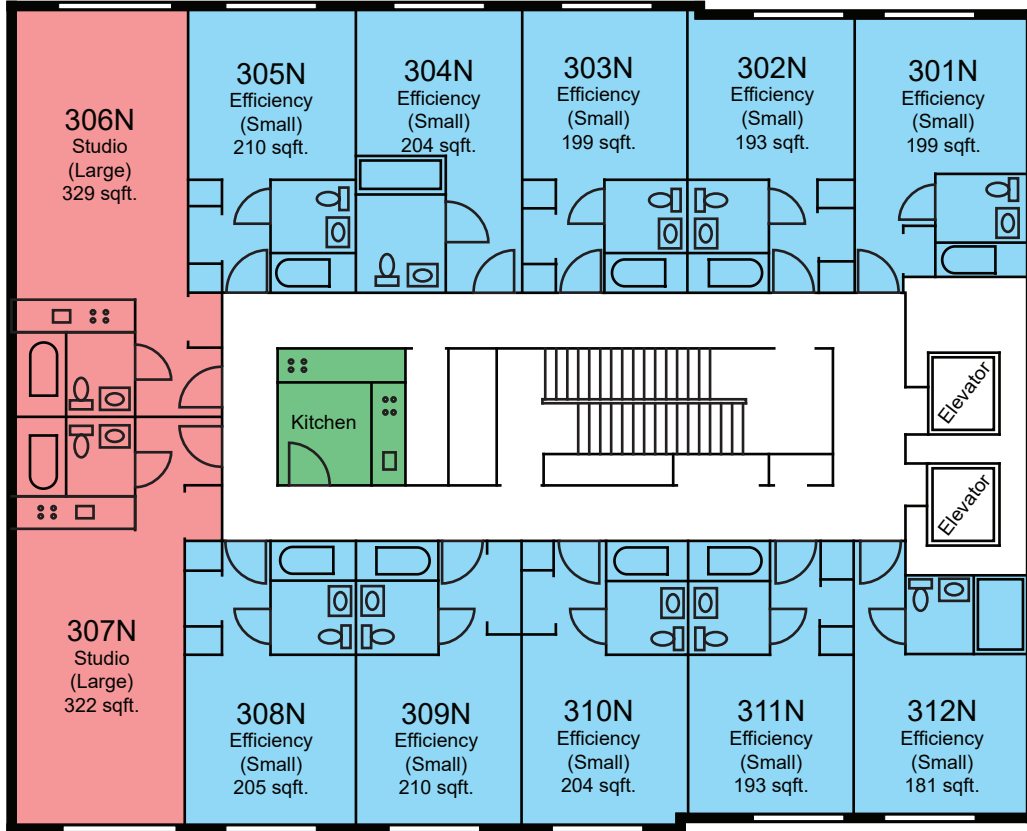 306N
Studio
(Large)
329 sqft.
305N
Efficiency
(Small)
210 sqft.
304N
Efficiency
(Small)
204 sqft.
303N
Efficiency
(Small)
199 sqft.
302N
Efficiency
(Small)
193 sqft.
301N
Efficiency
(Small)
199 sqft.
Kitchen
Elevator
Elevator
307N
Studio
(Large)
322 sqft.
308N
Efficiency
(Small)
205 sqft.
309N
Efficiency
(Small)
210 sqft.
310N
Efficiency
(Small)
204 sqft.
311N
Efficiency
(Small)
193 sqft.
312N
Efficiency
(Small)
181 sqft.